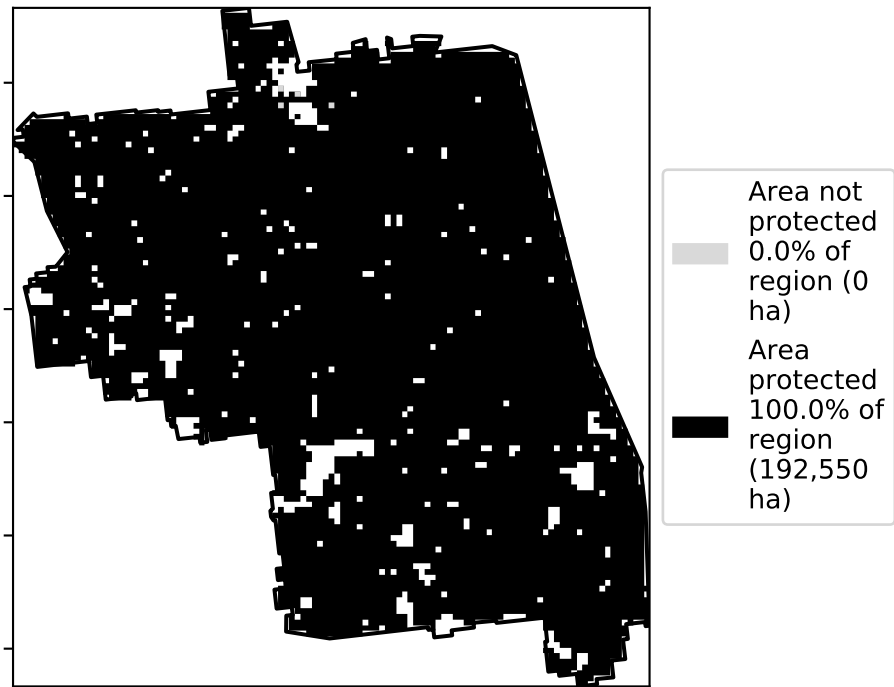 Area not
protected
0.0% of
region (0
ha)
Area
protected
100.0% of
region
(192,550
ha)